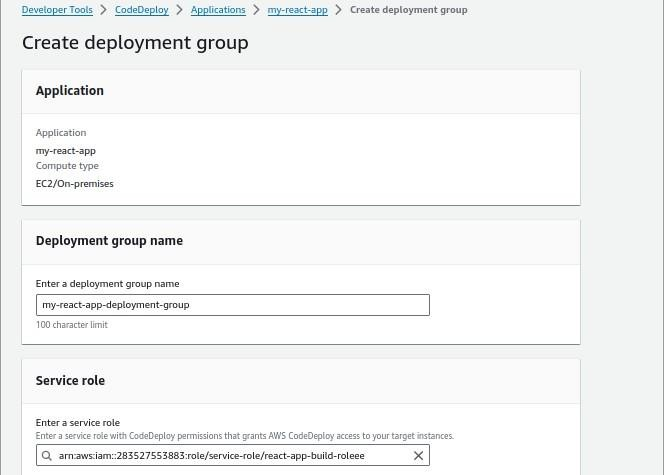 Developer Tools > CodeDeploy > Applications > my-react-app > Create deployment group
Create deployment group
Application
Application
my-react-app
Compute type
EC2/On-premises
Deployment group name
Enter a deployment group name
my-react-app-deployment-group
100 character limit
Service role
Enter a service role
Enter a service role with CodeDeploy permissions that grants AWS CodeDeploy access to your target instances.
arn:aws:iam::283527553883:role/service-role/react-app-build-roleee